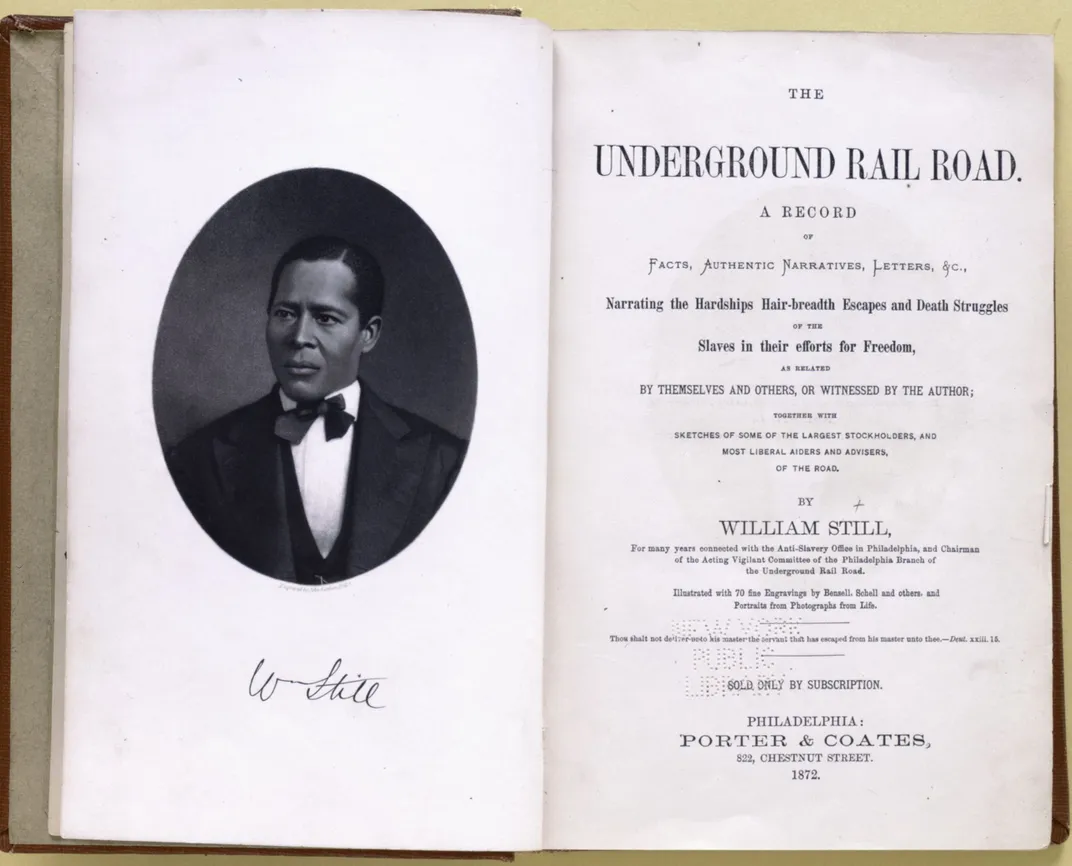 Wm Still
THE
UNDERGROUND RAIL ROAD.
A RECORD
OF
FACTS, AUTHENTIC NARRATIVES, LETTERS, &C.,
Narrating the Hardships Hair-breadth Escapes and Death Struggles
OF THE
Slaves in their efforts for Freedom,
AS RELATED
BY THEMSELVES AND OTHERS, OR WITNESSED BY THE AUTHOR;
TOGETHER WITH
SKETCHES OF SOME OF THE LARGEST STOCKHOLDERS, AND
MOST LIBERAL AIDERS AND ADVISERS,
OF THE ROAD.
BY
WILLIAM STILL,
For many years connected with the Anti-Slavery Office in Philadelphia, and Chairman
of the Acting Vigilant Committee of the Philadelphia Branch of
the Underground Rail Road.
Illustrated with 70 fine Engravings by Bensell, Schell and others, and
Portraits from Photographs from Life.
NEW YORK
Thou shalt not deliver unto his master the servant that has escaped from his master unto thee.—Deut. xxiii. 15.
PUBLIC
LIBRARY
SOLD ONLY BY SUBSCRIPTION.
PHILADELPHIA:
PORTER & COATES,
822, CHESTNUT STREET.
1872.